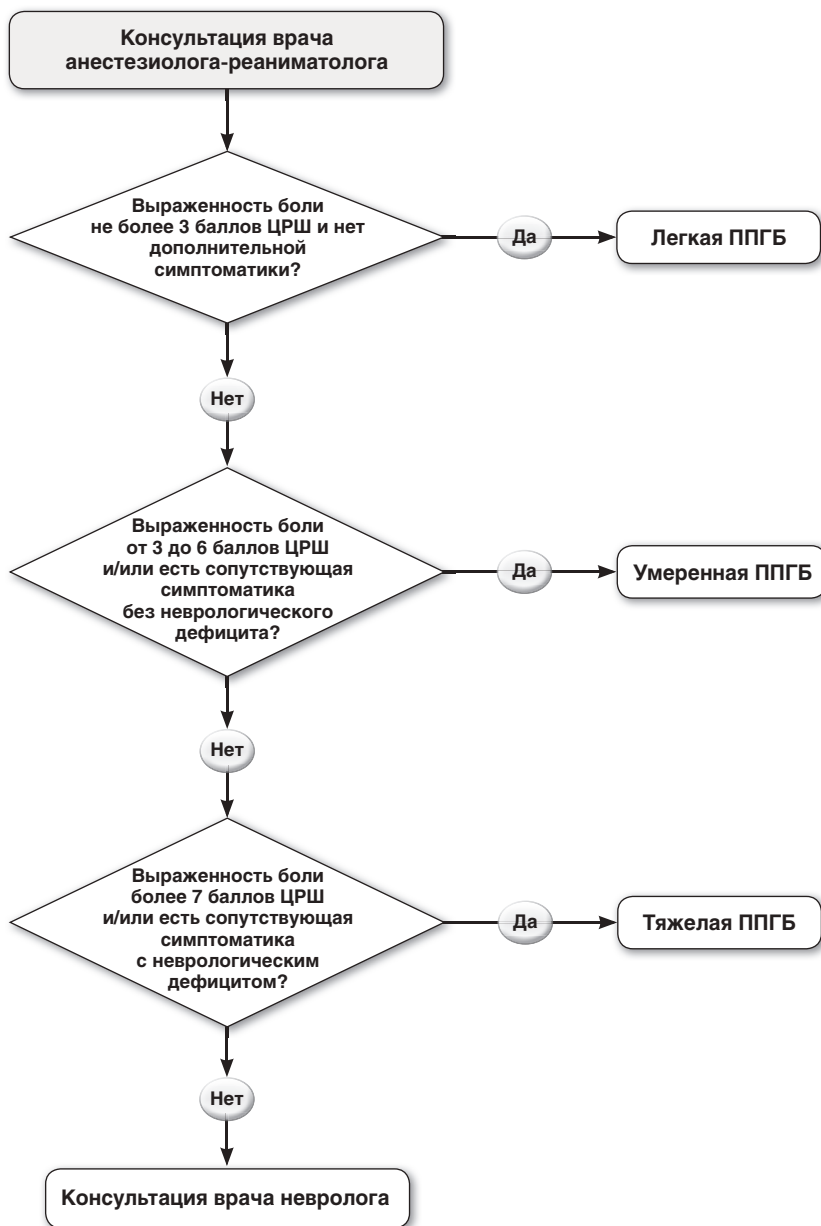 Консультация врача
анестезиолога-реаниматолога
Выраженность боли
не более 3 баллов ЦРШ и нет
дополнительной
симптоматики?
Да
Легкая ППГБ
Нет
Выраженность боли
от 3 до 6 баллов ЦРШ
и/или есть сопутствующая
симптоматика
без неврологического
дефицита?
Да
Умеренная ППГБ
Нет
Выраженность боли
более 7 баллов ЦРШ
и/или есть сопутствующая
симптоматика
с неврологическим
дефицитом?
Да
Тяжелая ППГБ
Нет
Консультация врача невролога